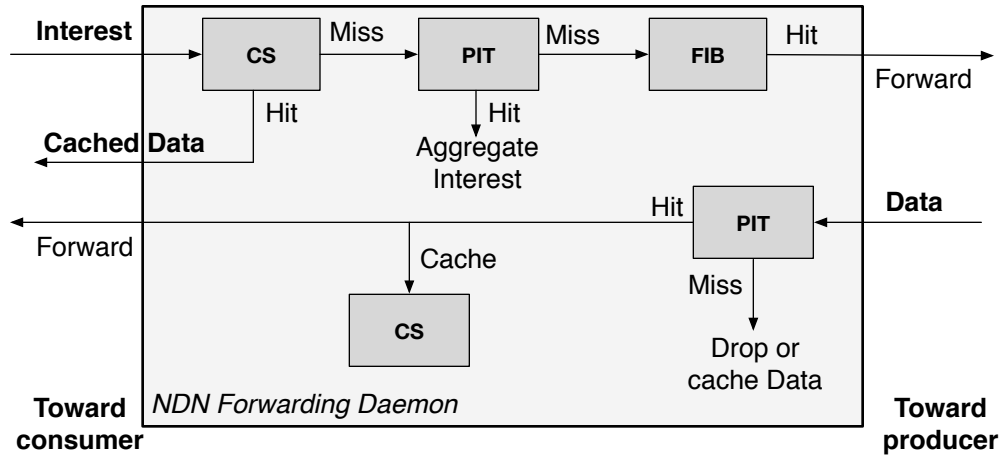 Interest
CS
Miss
PIT
Miss
FIB
Hit
Forward
Hit
Hit
Cached Data
Aggregate
Interest
Forward
Hit
PIT
Data
Cache
Miss
CS
Drop or
cache Data
NDN Forwarding Daemon
Toward
consumer
Toward
producer